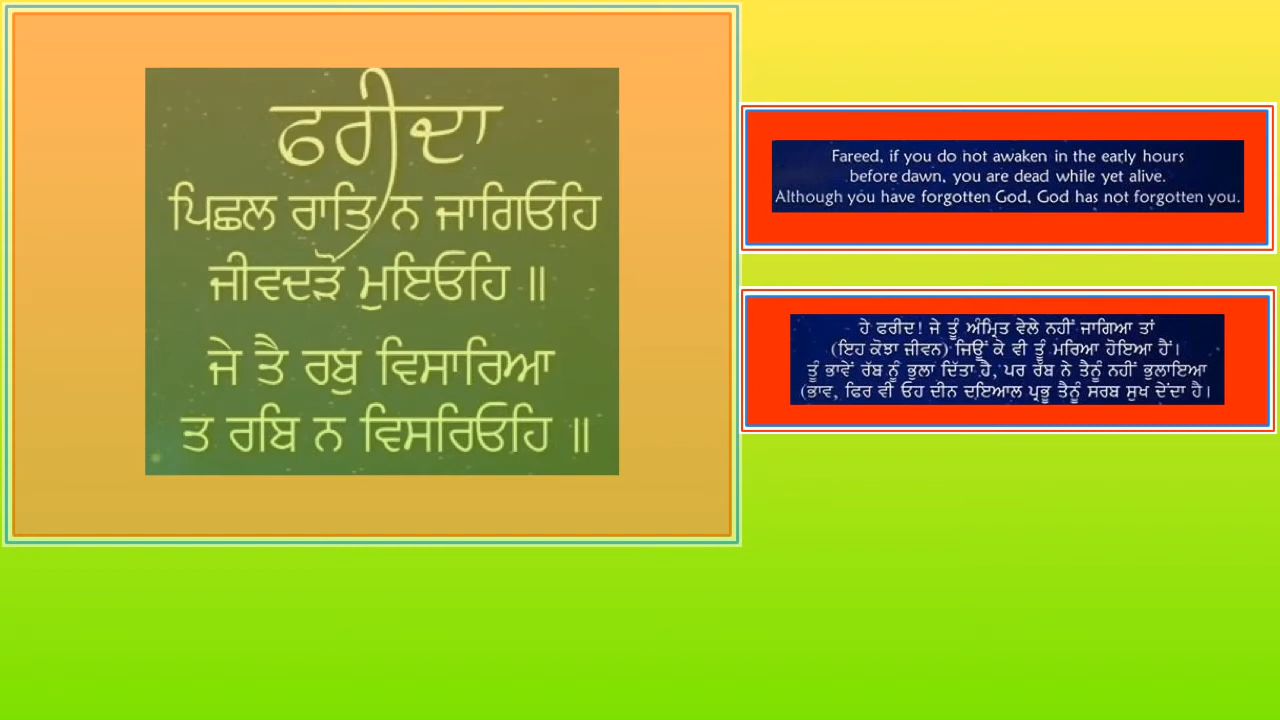 ਫਰੀਦਾ
ਪਿਛਲ ਰਾਤਿ ਨ ਜਾਗਿਓਹਿ
ਜੀਵਦੜੋ ਮੁਇਓਹਿ ॥
ਜੇ ਤੈ ਰਬੁ ਵਿਸਾਰਿਆ
ਤ ਰਬਿ ਨ ਵਿਸਰਿਓਹਿ ॥
Fareed, if you do not awaken in the early hours
before dawn, you are dead while yet alive.
Although you have forgotten God, God has not forgotten you.
ਹੇ ਫਰੀਦ! ਜੇ ਤੂੰ ਅੰਮ੍ਰਿਤ ਵੇਲੇ ਨਹੀਂ ਜਾਗਿਆ ਤਾਂ
(ਇਹ ਕੋਝਾ ਜੀਵਨ) ਜਿਊਂ ਕੇ ਵੀ ਤੂੰ ਮਰਿਆ ਹੋਇਆ ਹੈਂ।
ਤੂੰ ਭਾਵੇਂ ਰੱਬ ਨੂੰ ਭੁਲਾ ਦਿੱਤਾ ਹੈ, ਪਰ ਰੱਬ ਨੇ ਤੈਨੂੰ ਨਹੀਂ ਭੁਲਾਇਆ
(ਭਾਵ, ਫਿਰ ਵੀ ਓਹ ਦੀਨ ਦਇਆਲ ਪ੍ਰਭੂ ਤੈਨੂੰ ਸਰਬ ਸੁਖ ਦੇਂਦਾ ਹੈ।